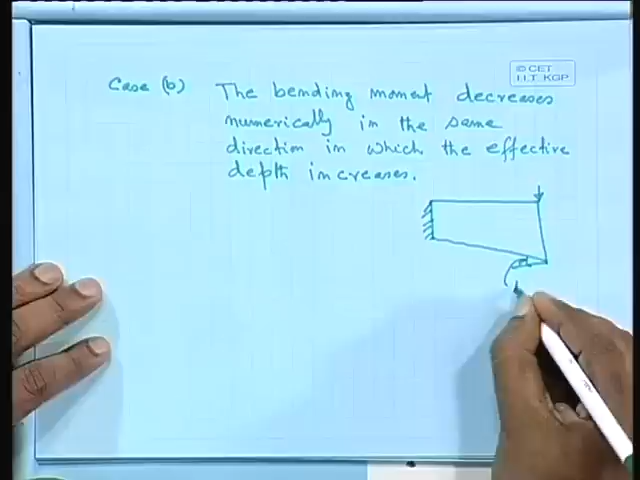 © CET
I.I.T. KGP
Case (b) The bending moment decreases
numerically in the same
direction in which the effective
depth increases.